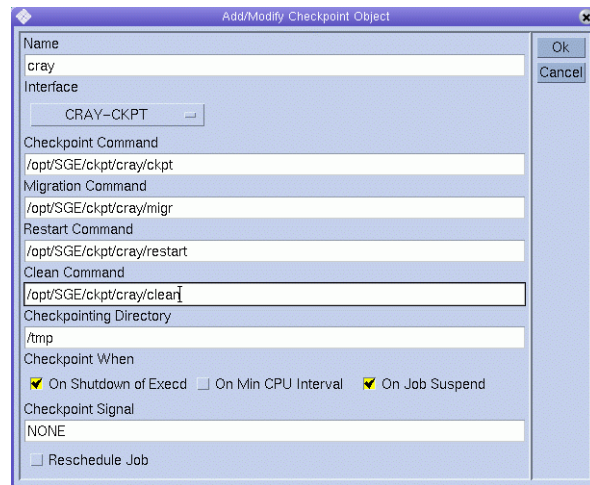 Add/Modify Checkpoint Object
Name
Ok
cray
Cancel
Interface
CRAY-CKPT
Checkpoint Command
/opt/SGE/ckpt/cray/ckpt
Migration Command
/opt/SGE/ckpt/cray/migr
Restart Command
/opt/SGE/ckpt/cray/restart
Clean Command
/opt/SGE/ckpt/cray/clean
Checkpointing Directory
/tmp
Checkpoint When
On Shutdown of Execd On Min CPU Interval On Job Suspend
Checkpoint Signal
NONE
Reschedule Job